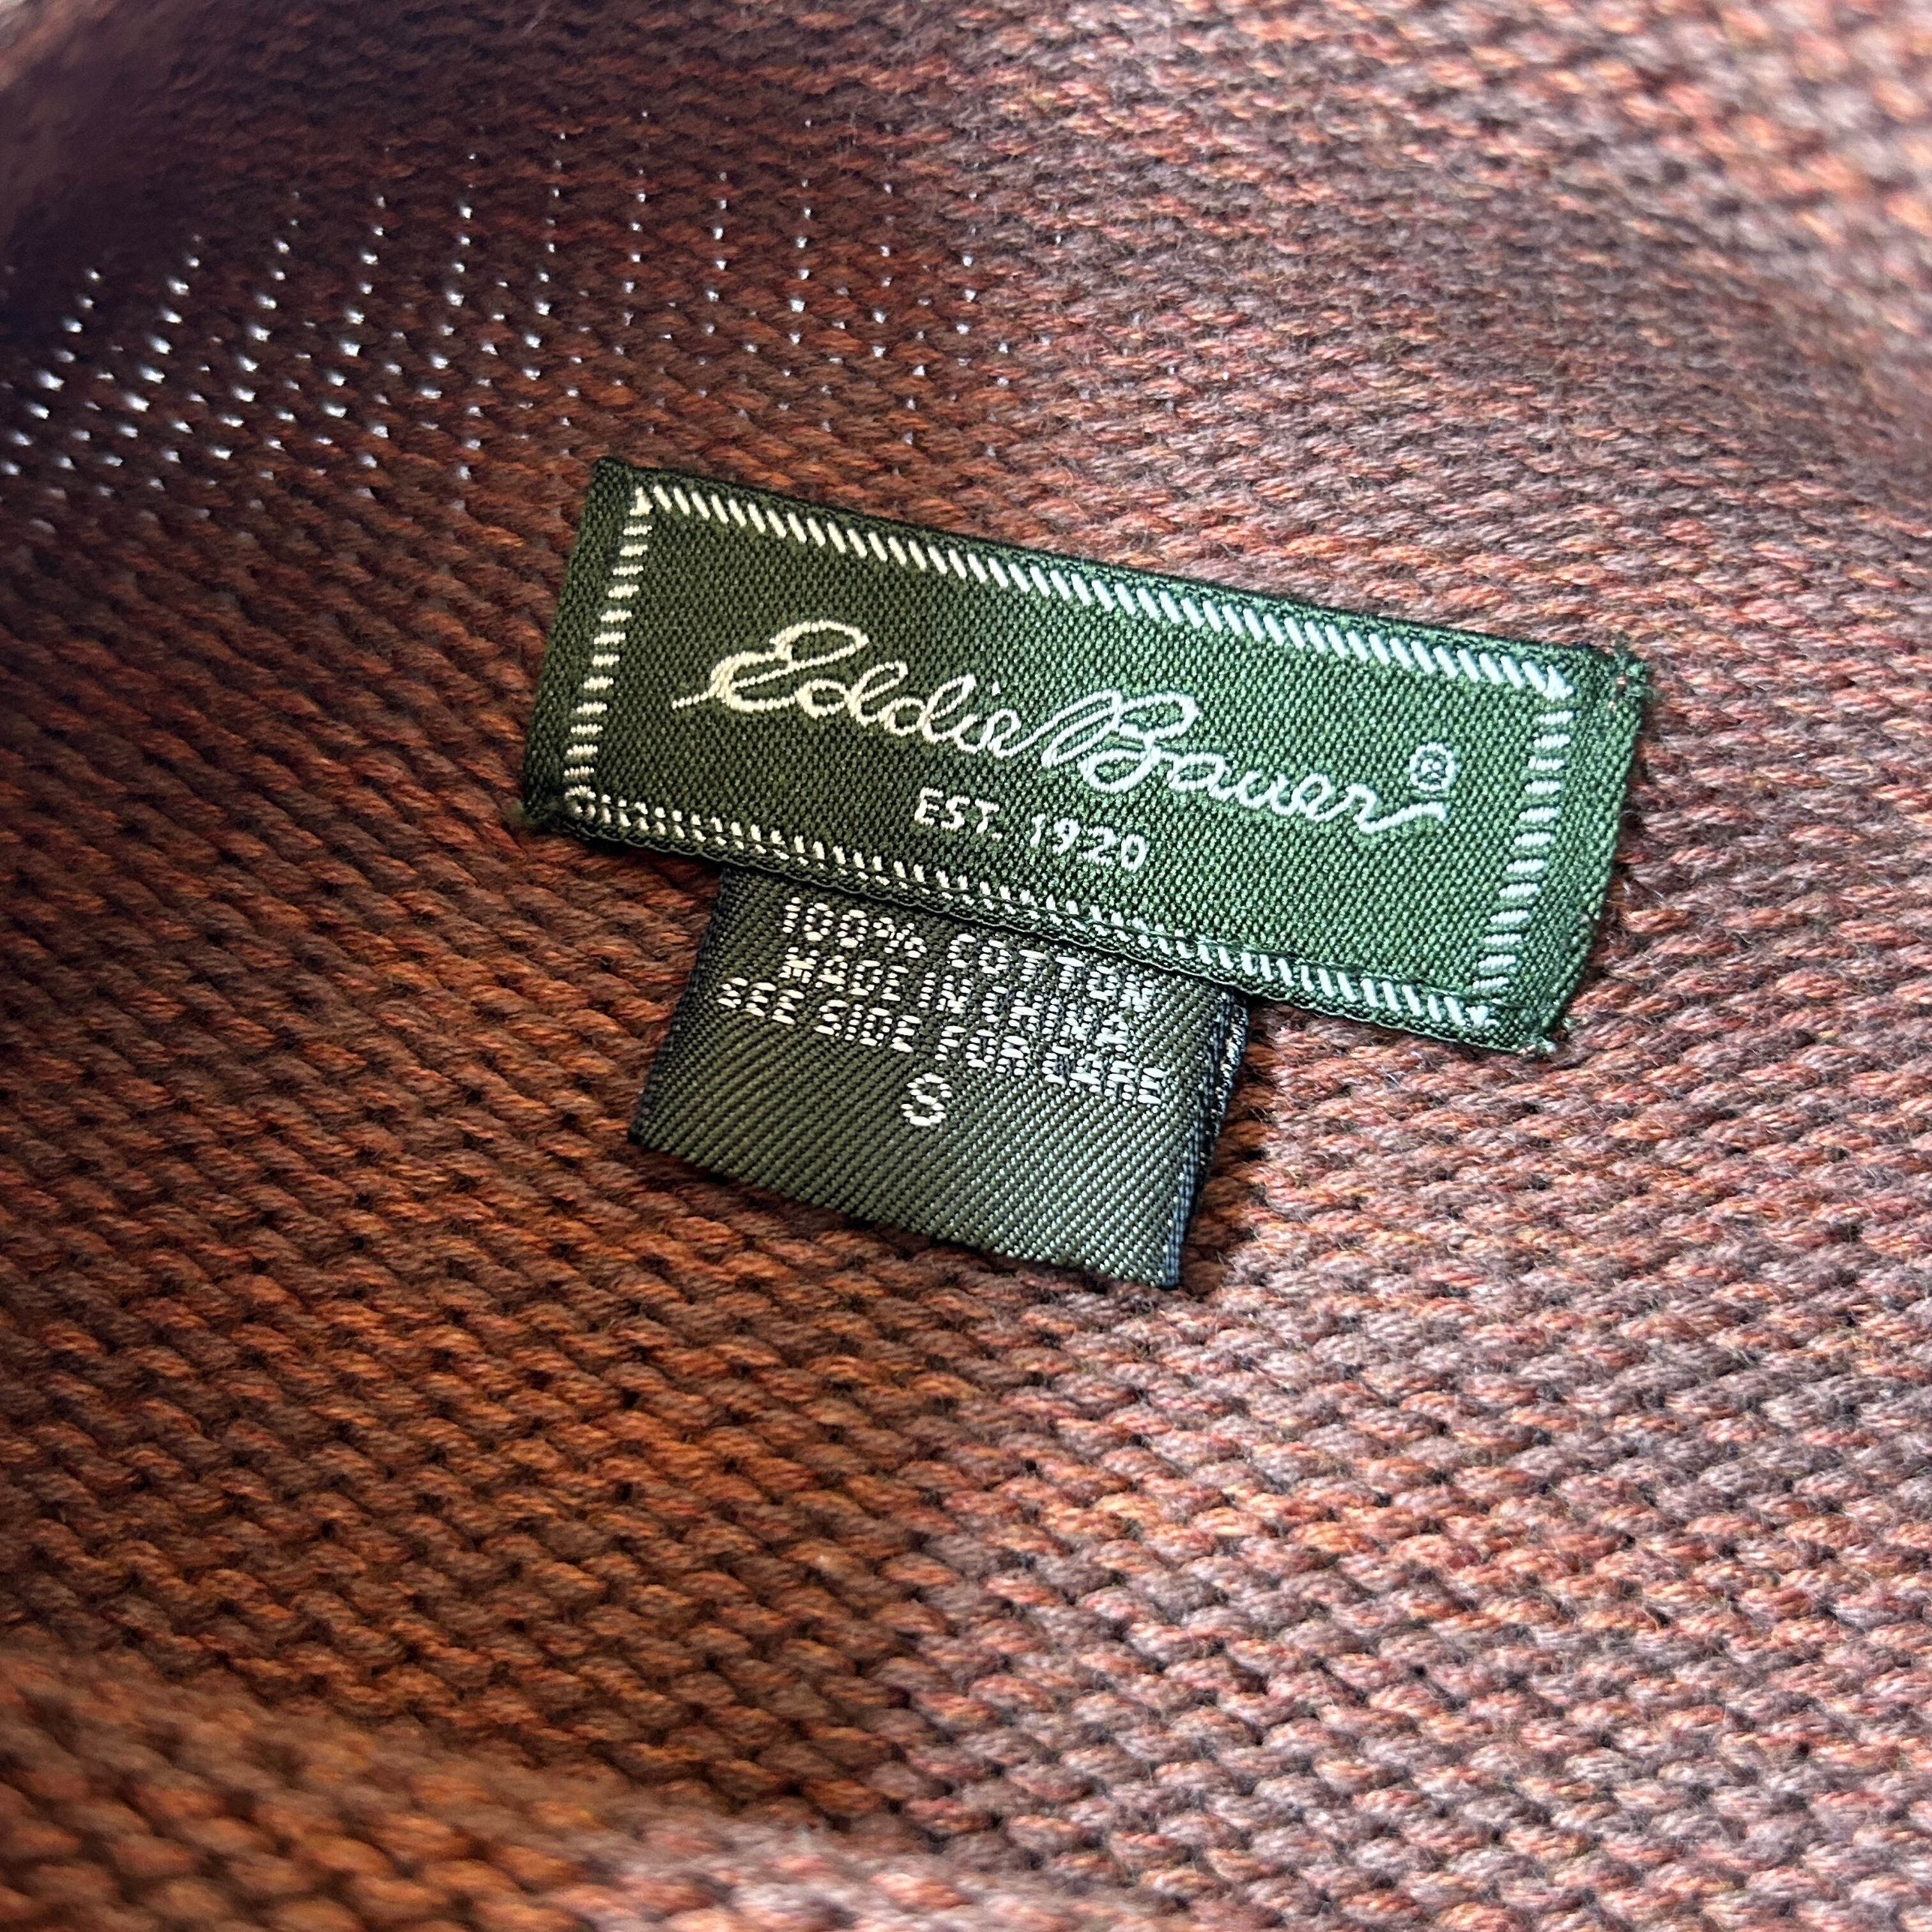 Eddie Bauer®
EST. 1920
100% COTTON
MADE IN CHINA
SEE SIDE FOR CARE
S